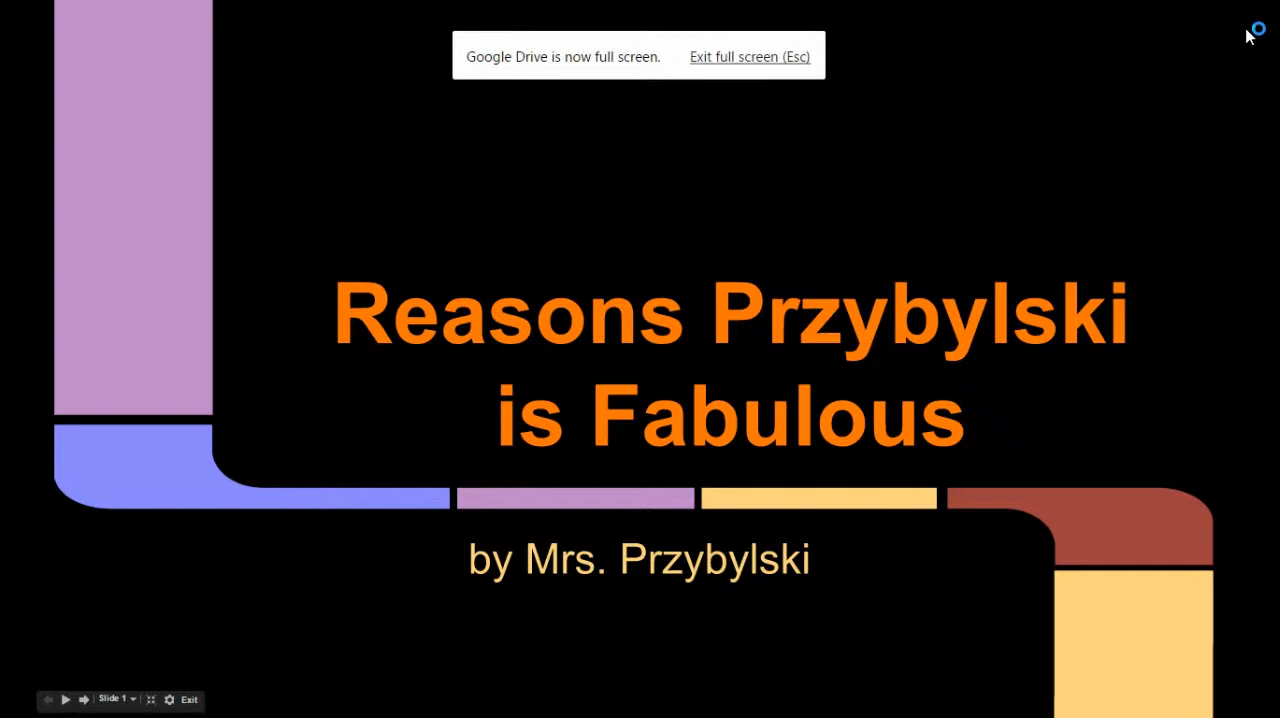 Google Drive is now full screen. Exit full screen (Esc)
Reasons Przybylski
is Fabulous
by Mrs. Przybylski
Slide 1 Exit